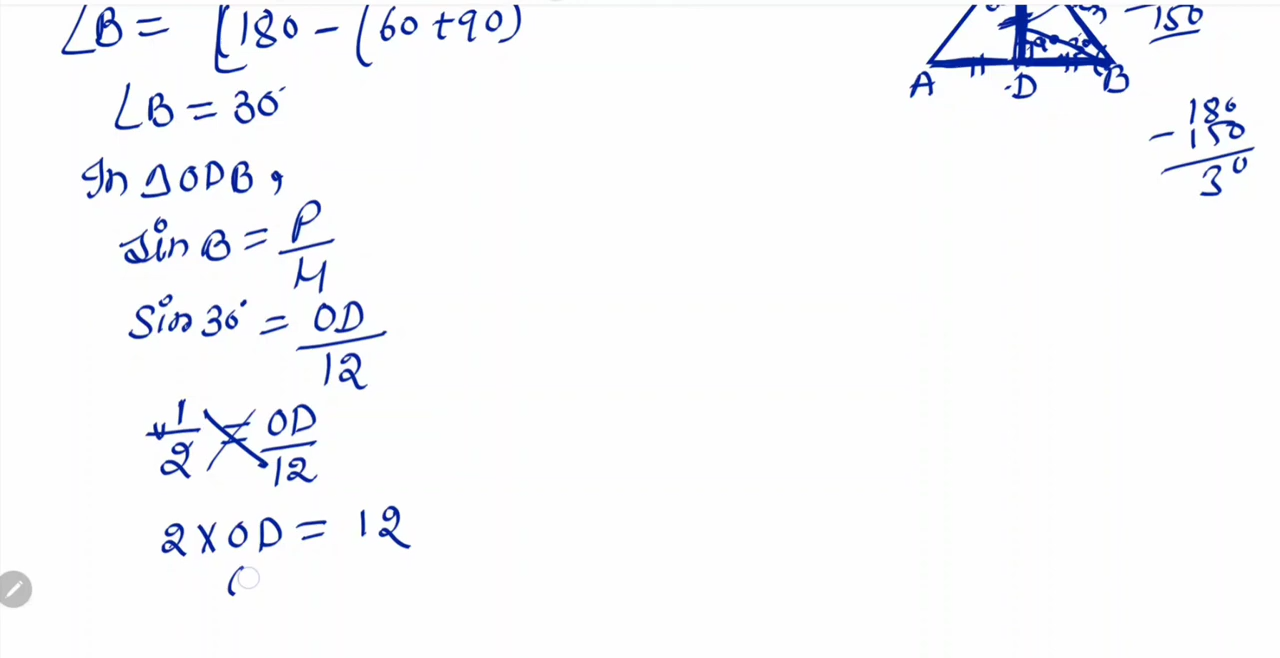 ∠B = [180 - (60+90)
∠B = 30°
In △ODB,
Sin B = P/H
Sin 30° = OD/12
1/2 = OD/12
2 × OD = 12
(
150
A D B
180
- 150
30